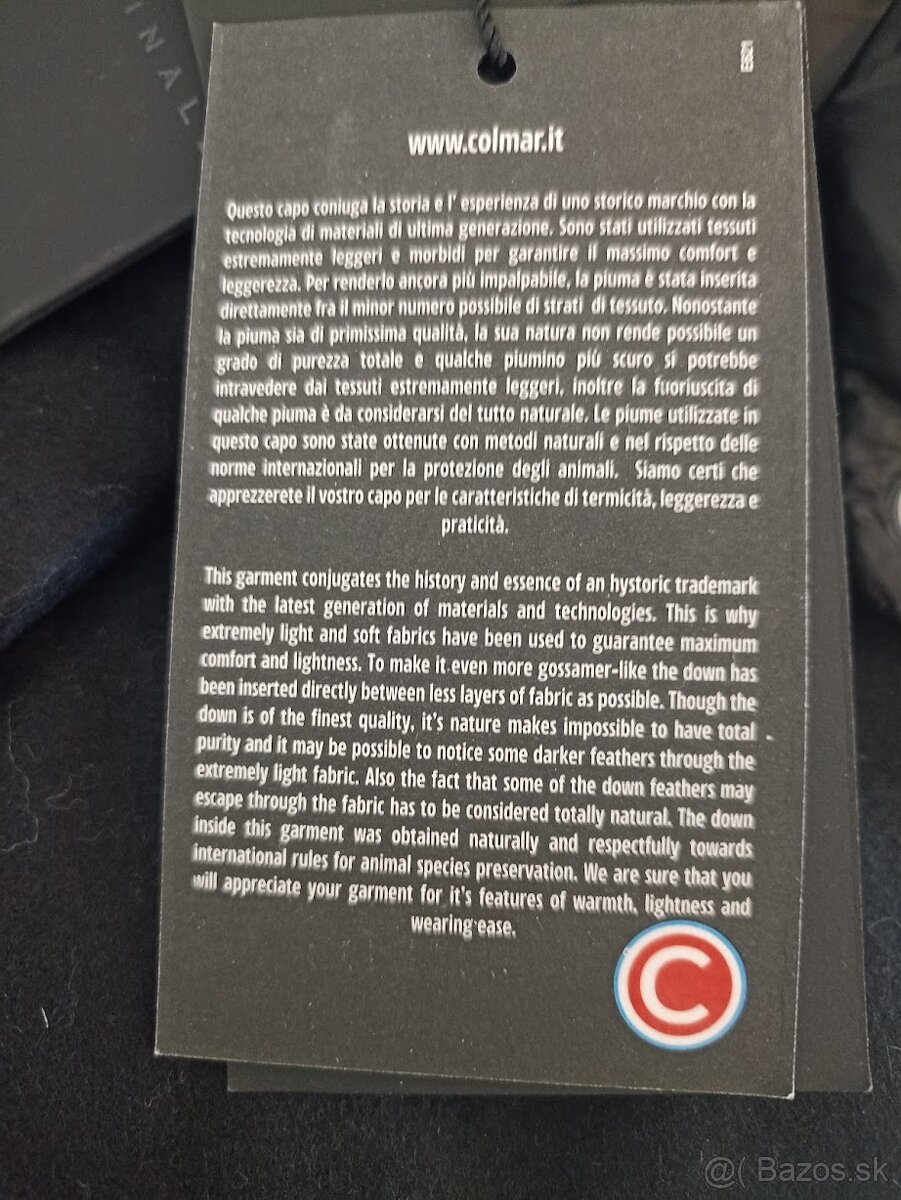 INAL
www.colmar.it
Questo capo coniuga la storia e l' esperienza di uno storico marchio con la
tecnologia di materiali di ultima generazione. Sono stati utilizzati tessuti
estremamente leggeri e morbidi per garantire il massimo comfort e
leggerezza. Per renderlo ancora più impalpabile, la piuma è stata inserita
direttamente fra il minor numero possibile di strati di tessuto. Nonostante
la piuma sia di primissima qualità, la sua natura non rende possibile un
grado di purezza totale e qualche piumino più scuro si potrebbe
intravedere dai tessuti estremamente leggeri, inoltre la fuoriuscita di
qualche piuma è da considerarsi del tutto naturale. Le piume utilizzate in
questo capo sono state ottenute con metodi naturali e nel rispetto delle
norme internazionali per la protezione degli animali. Siamo certi che
apprezzerete il vostro capo per le caratteristiche di termicità, leggerezza e
praticità.
This garment conjugates the history and essence of an hystoric trademark
with the latest generation of materials and technologies. This is why
extremely light and soft fabrics have been used to guarantee maximum
comfort and lightness. To make it even more gossamer-like the down has
been inserted directly between less layers of fabric as possible. Though the
down is of the finest quality, it's nature makes impossible to have total
purity and it may be possible to notice some darker feathers through the
extremely light fabric. Also the fact that some of the down feathers may
escape through the fabric has to be considered totally natural. The down
inside this garment was obtained naturally and respectfully towards
international rules for animal species preservation. We are sure that you
will appreciate your garment for it's features of warmth, lightness and
wearing ease.
C
@( Bazos.sk